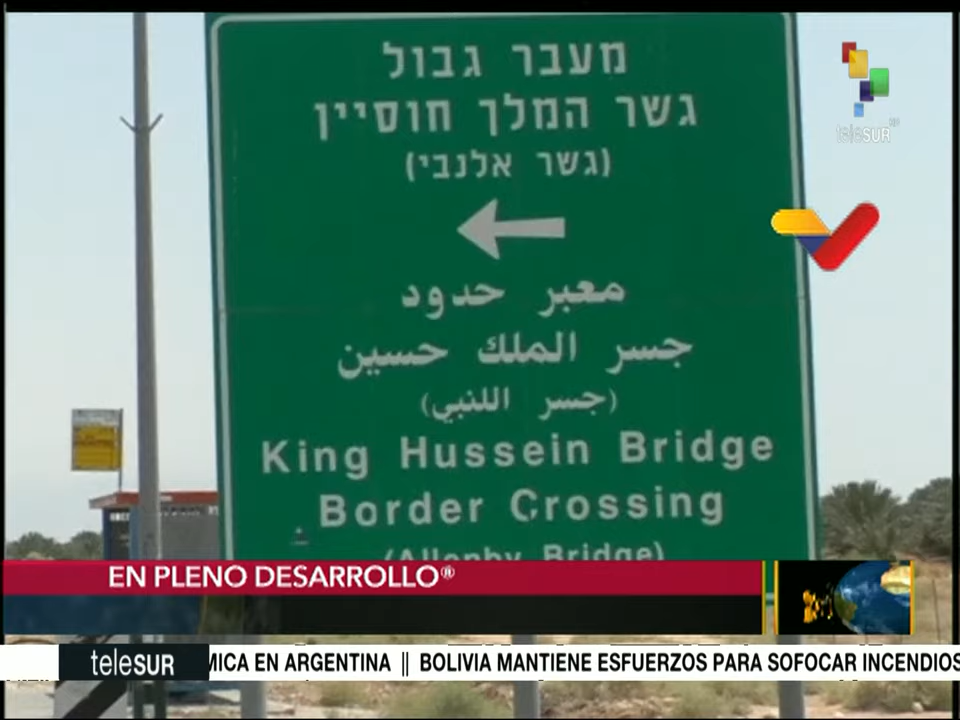 מעבר גבול
גשר המלך חוסיין
(גשר אלנבי)
معبر حدود
جسر الملك حسين
(جسر اللنبي)
King Hussein Bridge
Border Crossing
(Allenby Bridge)
teleSUR HD
EN PLENO DESARROLLO®
teleSUR
MICA EN ARGENTINA || BOLIVIA MANTIENE ESFUERZOS PARA SOFOCAR INCENDIOS